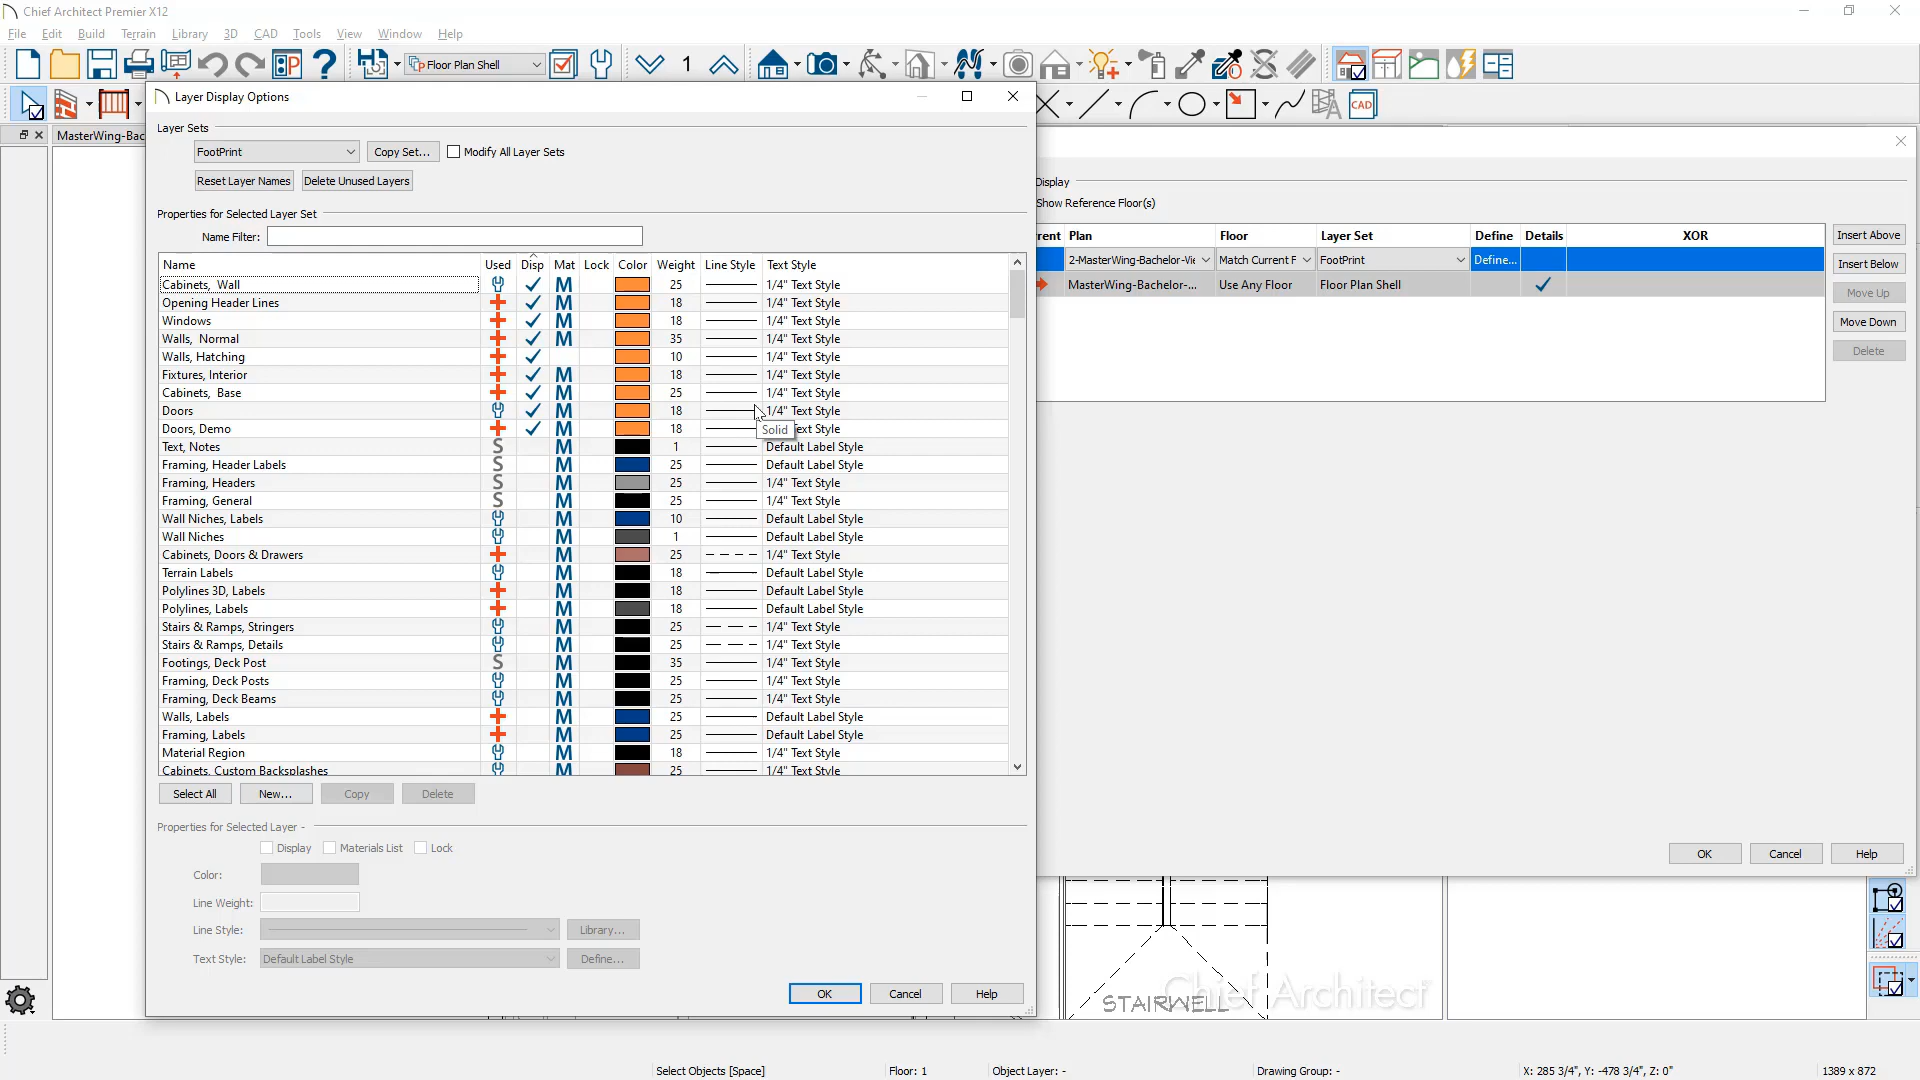 Chief Architect Premier X12
File Edit Build Terrain Library 3D CAD Tools View Window Help
Floor Plan Shell 1
CAD
Layer Display Options
MasterWing-Bac
Layer Sets
FootPrint Copy Set... Modify All Layer Sets
Reset Layer Names Delete Unused Layers
Properties for Selected Layer Set
Name Filter:
Name Used Disp Mat Lock Color Weight Line Style Text Style
Cabinets, Wall M 25 1/4" Text Style
Opening Header Lines M 18 1/4" Text Style
Windows M 18 1/4" Text Style
Walls, Normal M 35 1/4" Text Style
Walls, Hatching 10 1/4" Text Style
Fixtures, Interior M 18 1/4" Text Style
Cabinets, Base M 25 1/4" Text Style
Doors M 18 1/4" Text Style
Doors, Demo M 18 ext Style
Solid
Text, Notes S M 1 Default Label Style
Framing, Header Labels S M 25 Default Label Style
Framing, Headers S M 25 1/4" Text Style
Framing, General S M 25 1/4" Text Style
Wall Niches, Labels M 10 Default Label Style
Wall Niches M 1 Default Label Style
Cabinets, Doors & Drawers M 25 1/4" Text Style
Terrain Labels M 18 Default Label Style
Polylines 3D, Labels M 18 Default Label Style
Polylines, Labels M 18 Default Label Style
Stairs & Ramps, Stringers M 25 1/4" Text Style
Stairs & Ramps, Details M 25 1/4" Text Style
Footings, Deck Post S M 35 1/4" Text Style
Framing, Deck Posts M 25 1/4" Text Style
Framing, Deck Beams M 25 1/4" Text Style
Walls, Labels M 25 Default Label Style
Framing, Labels M 25 Default Label Style
Material Region M 18 1/4" Text Style
Cabinets, Custom Backsplashes M 25 1/4" Text Style
Select All New... Copy Delete
Properties for Selected Layer -
Display Materials List Lock
Color:
Line Weight:
Line Style: Library...
Text Style: Default Label Style Define...
OK Cancel Help
Display
Show Reference Floor(s)
rent Plan Floor Layer Set Define Details XOR
2-MasterWing-Bachelor-Vie Match Current F FootPrint Define...
MasterWing-Bachelor-... Use Any Floor Floor Plan Shell
Insert Above
Insert Below
Move Up
Move Down
Delete
OK Cancel Help
STAIRWELL
Chief Architect
Select Objects [Space] Floor: 1 Object Layer: - Drawing Group: - X: 285 3/4", Y: -478 3/4", Z: 0" 1389 x 872